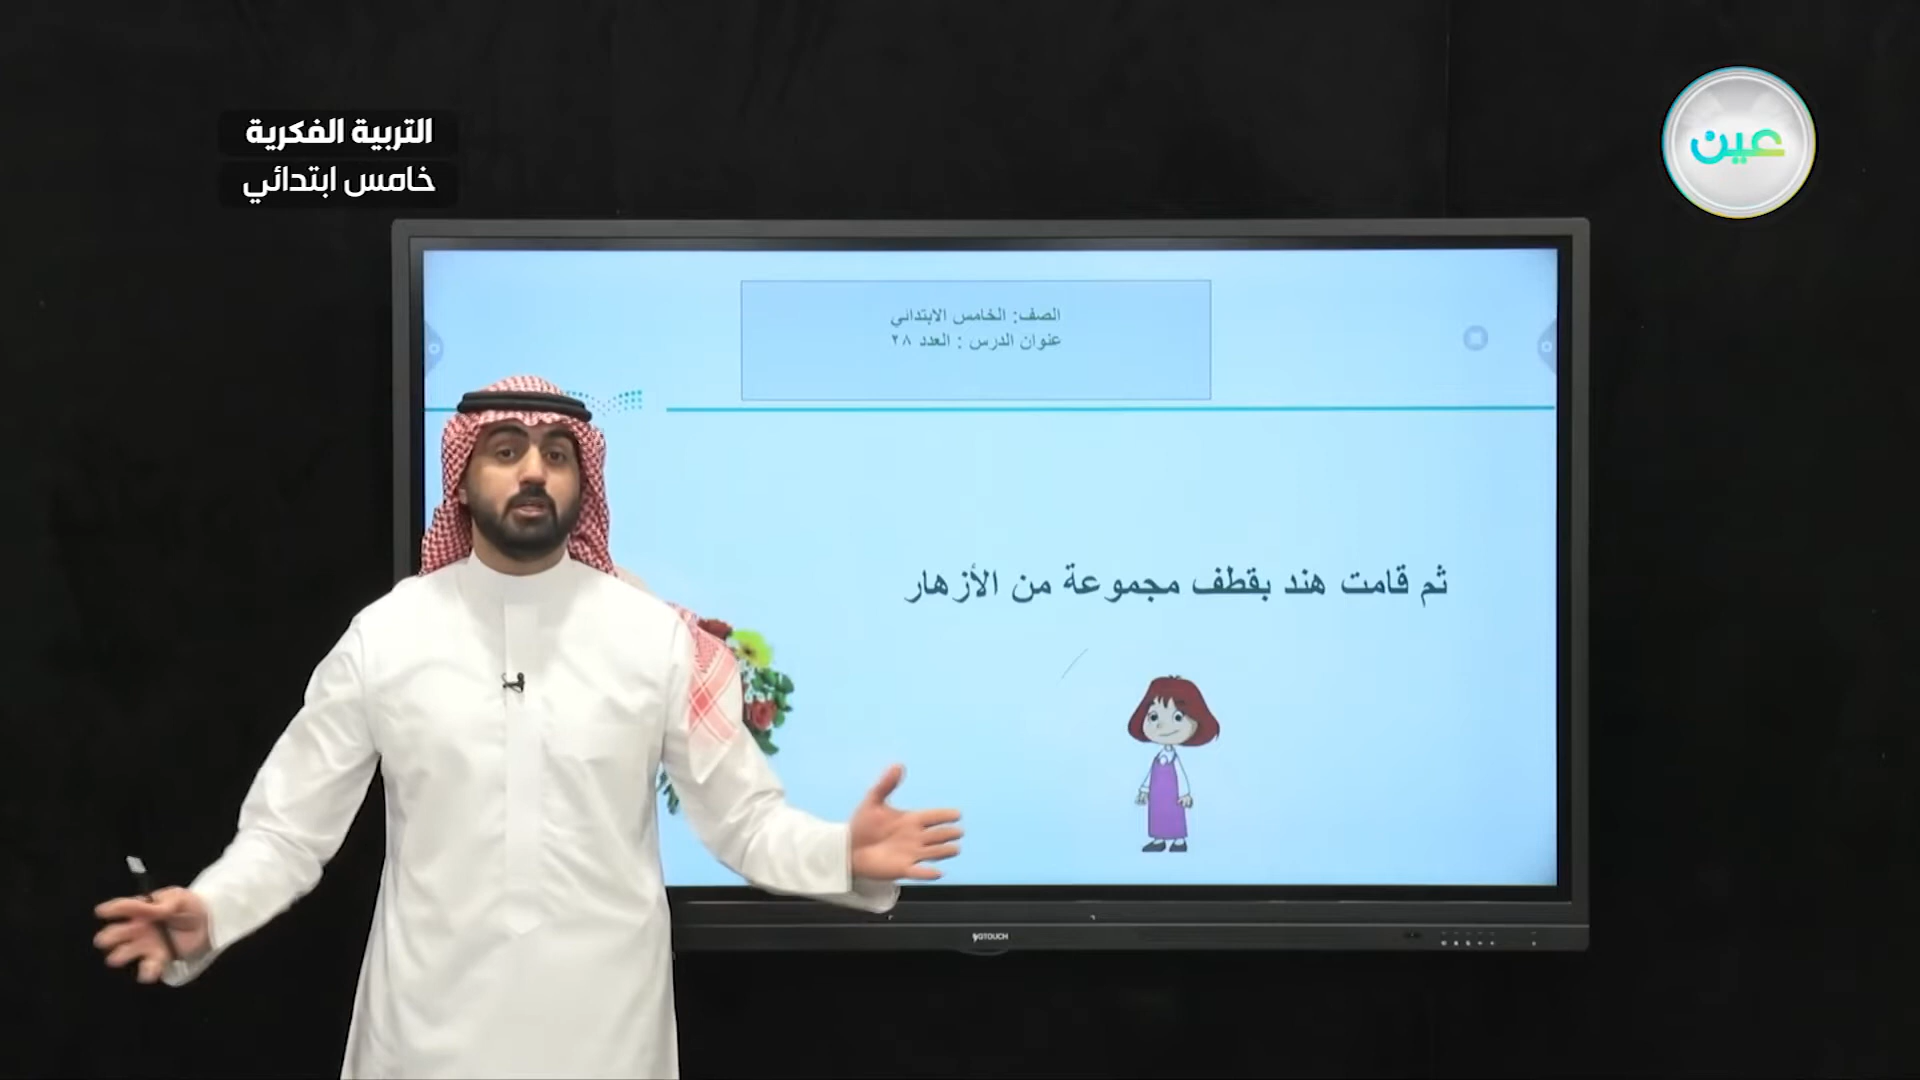 التربية الفكرية
خامس ابتدائي
عين
الصف: الخامس الابتدائي
عنوان الدرس : العدد ٢٨
ثم قامت هند بقطف مجموعة من الأزهار